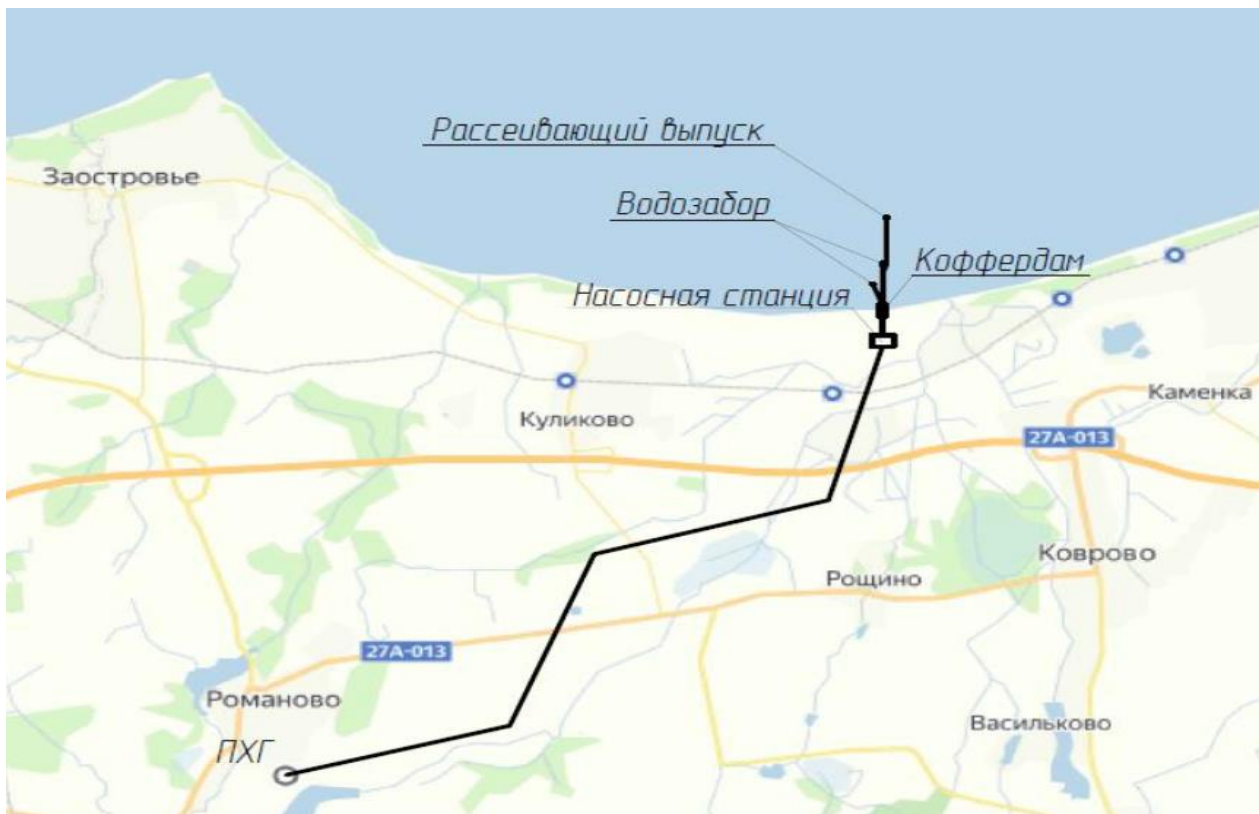 Рассеивающий выпуск
Заостровье
Водозабор
Коффердам
Насосная станция
Каменка
Куликово
27А-013
Коврово
Рощино
27А-013
Романово
Васильково
ПХГ